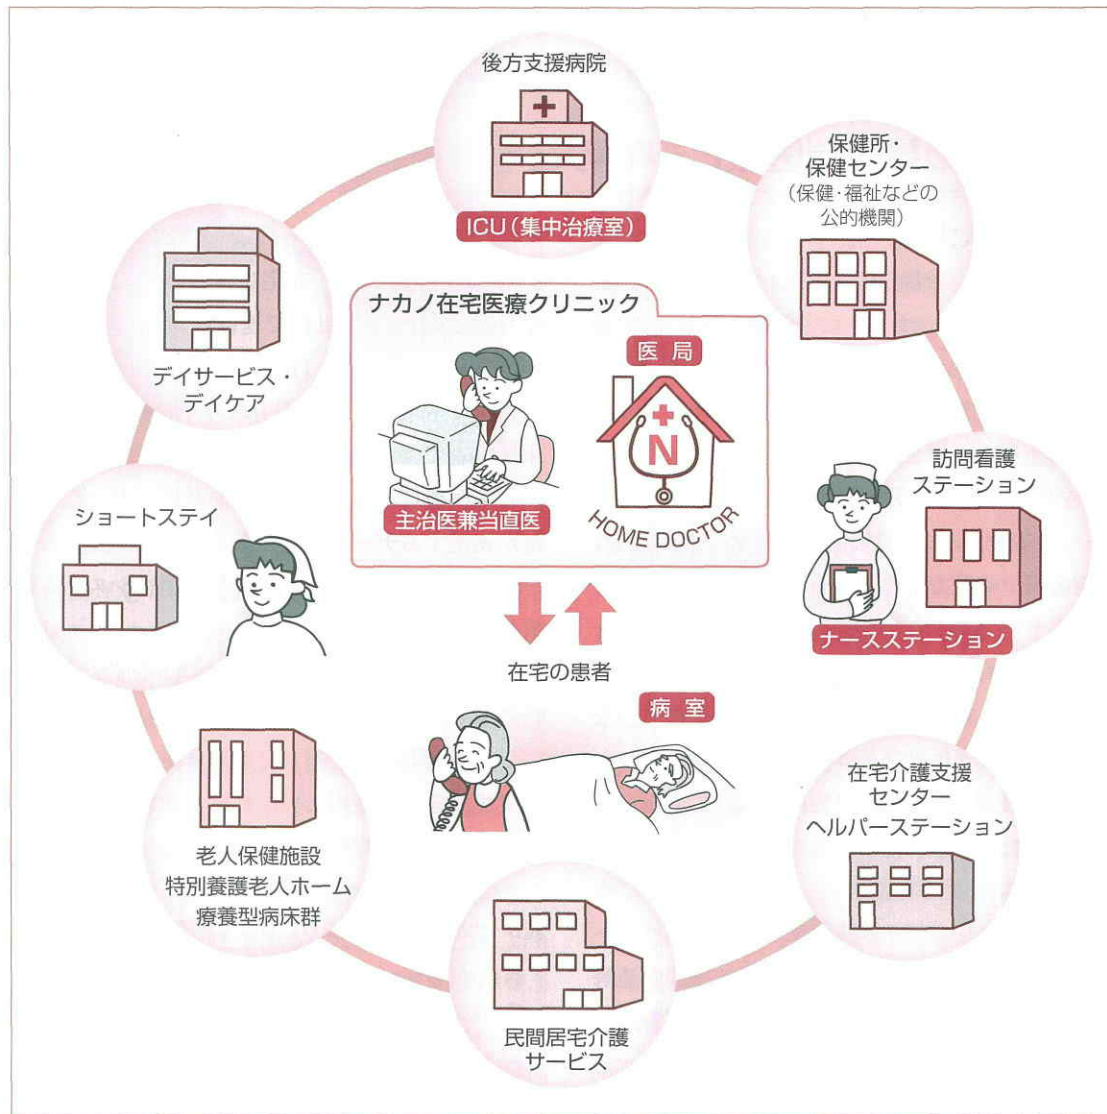 後方支援病院
ICU（集中治療室）
保健所・
保健センター
（保健・福祉などの
公的機関）
デイサービス・
デイケア
ナカノ在宅医療クリニック
医局
N
主治医兼当直医
HOME DOCTOR
訪問看護
ステーション
ナースステーション
ショートステイ
在宅の患者
病室
老人保健施設
特別養護老人ホーム
療養型病床群
在宅介護支援
センター
ヘルパーステーション
民間居宅介護
サービス